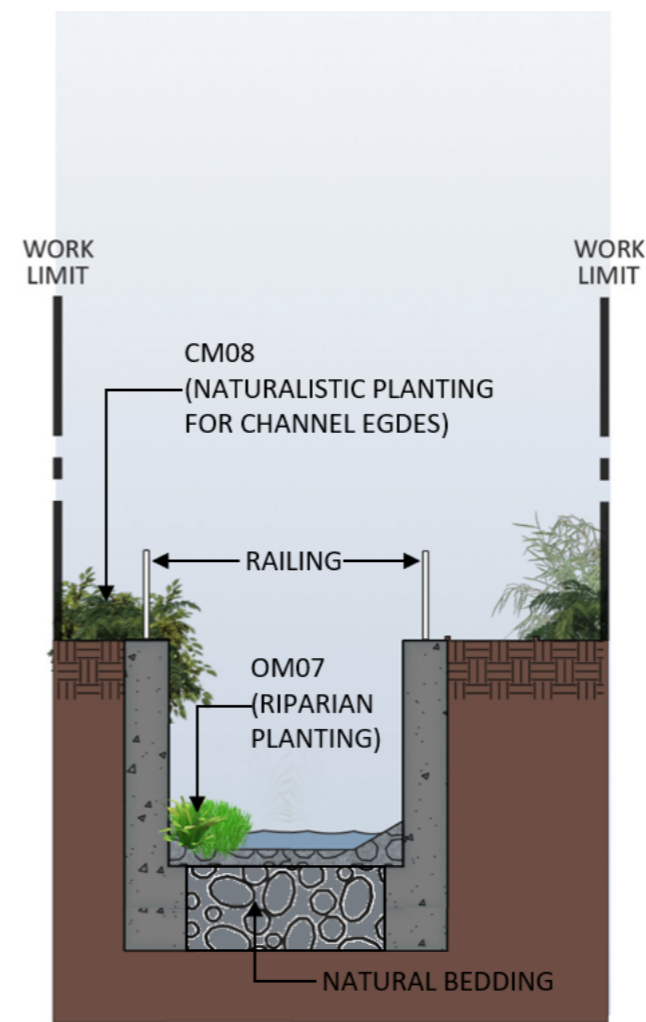 WORK
LIMIT
WORK
LIMIT
CM08
(NATURALISTIC PLANTING
FOR CHANNEL EGDES)
RAILING
OM07
(RIPARIAN
PLANTING)
NATURAL BEDDING